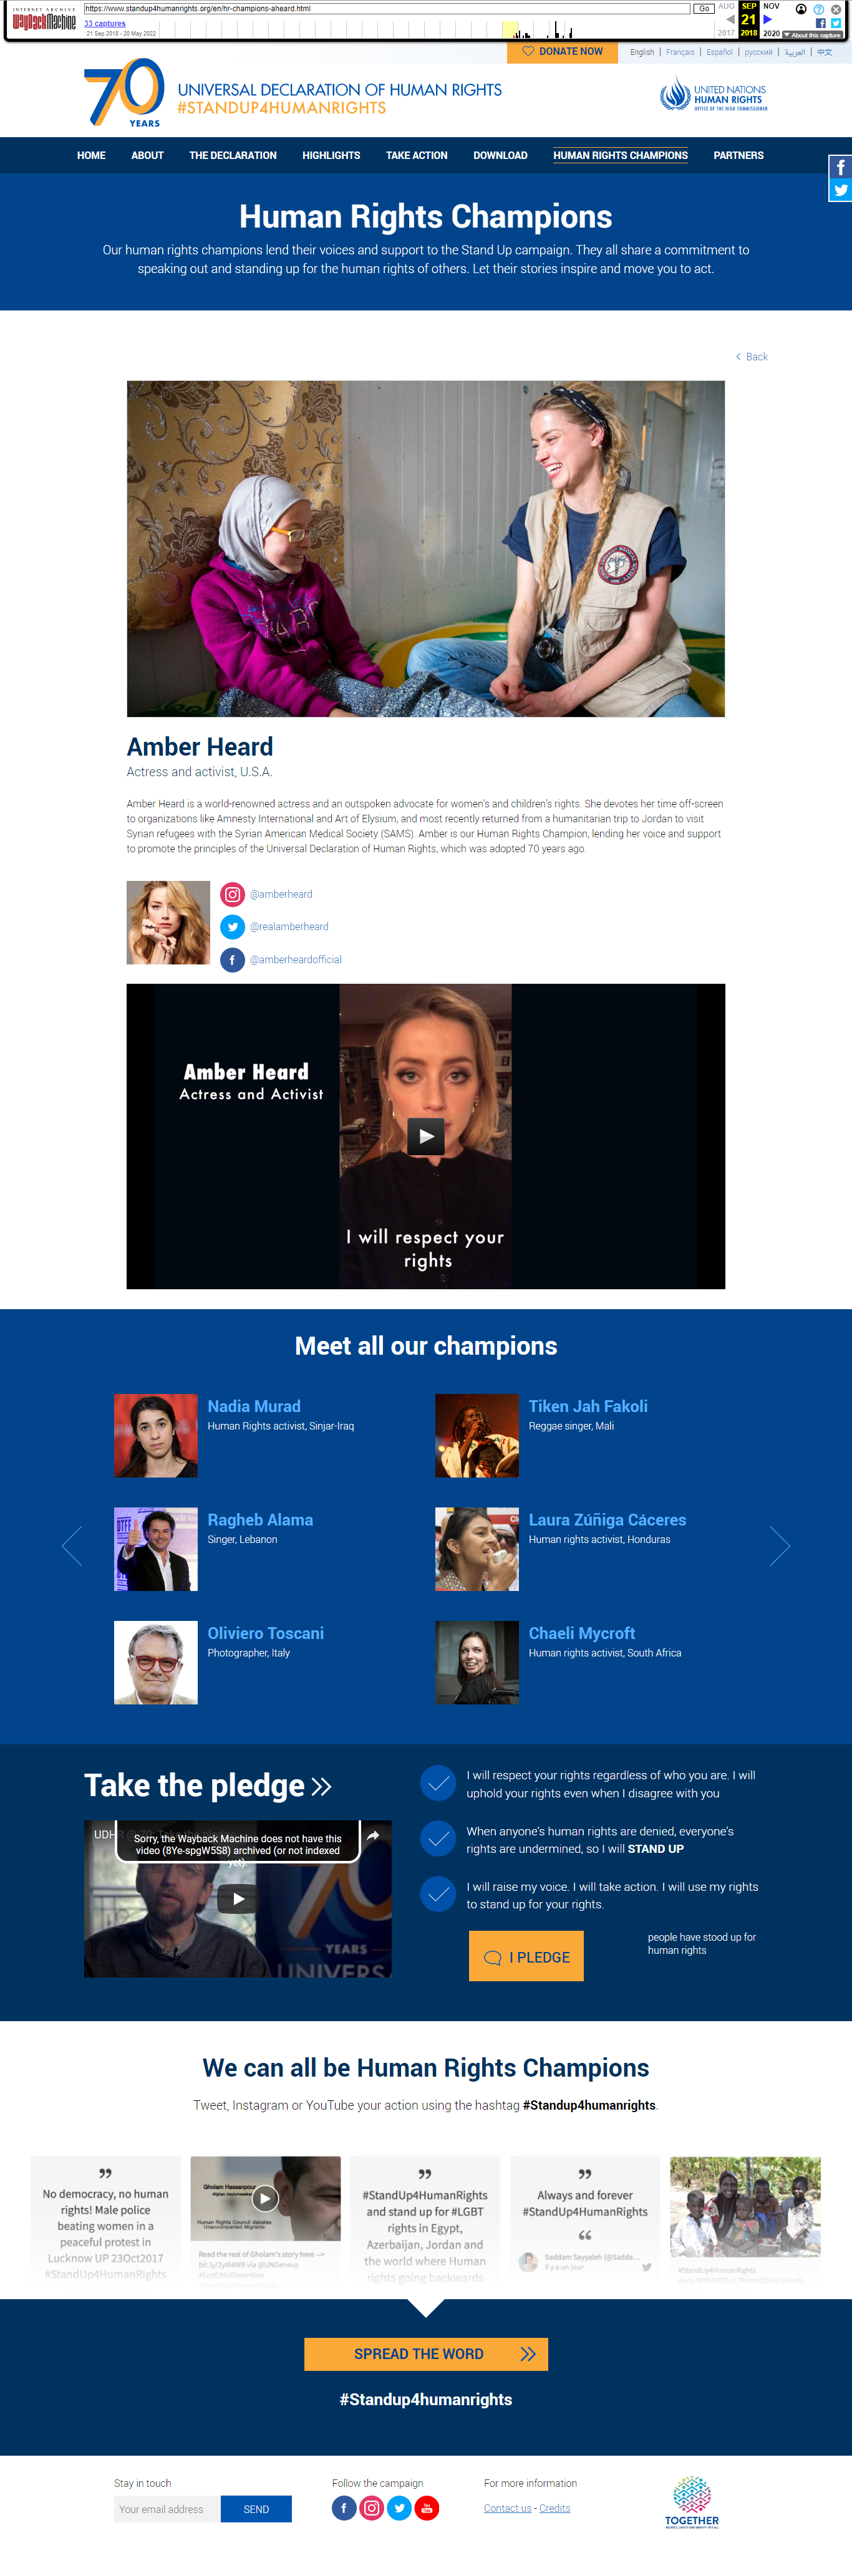 INTERNET ARCHIVE
WayBackMachine
https://www.standup4humanrights.org/en/hr-champions-aheard.html
Go
AUG SEP NOV
33 captures
21
21 Sep 2018 - 20 May 2022
2017 2018 2020
About this capture
DONATE NOW
English | Français | Español | русский | العربية | 中文
70
YEARS
UNIVERSAL DECLARATION OF HUMAN RIGHTS
#STANDUP4HUMANRIGHTS
UNITED NATIONS
HUMAN RIGHTS
OFFICE OF THE HIGH COMMISSIONER
HOME ABOUT THE DECLARATION HIGHLIGHTS TAKE ACTION DOWNLOAD HUMAN RIGHTS CHAMPIONS PARTNERS
Human Rights Champions
Our human rights champions lend their voices and support to the Stand Up campaign. They all share a commitment to
speaking out and standing up for the human rights of others. Let their stories inspire and move you to act.
Back
Amber Heard
Actress and activist, U.S.A.
Amber Heard is a world-renowned actress and an outspoken advocate for women's and children's rights. She devotes her time off-screen
to organizations like Amnesty International and Art of Elysium, and most recently returned from a humanitarian trip to Jordan to visit
Syrian refugees with the Syrian American Medical Society (SAMS). Amber is our Human Rights Champion, lending her voice and support
to promote the principles of the Universal Declaration of Human Rights, which was adopted 70 years ago.
@amberheard
@realamberheard
@amberheardofficial
Amber Heard
Actress and Activist
I will respect your
rights
Meet all our champions
Nadia Murad
Human Rights activist, Sinjar-Iraq
Tiken Jah Fakoli
Reggae singer, Mali
Ragheb Alama
Singer, Lebanon
Laura Zúñiga Cáceres
Human rights activist, Honduras
Oliviero Toscani
Photographer, Italy
Chaeli Mycroft
Human rights activist, South Africa
Take the pledge
Sorry, the Wayback Machine does not have this
video (8Ye-spgW5S8) archived (or not indexed
yet).
YEARS
UNIVERS
I will respect your rights regardless of who you are. I will
uphold your rights even when I disagree with you
When anyone's human rights are denied, everyone's
rights are undermined, so I will STAND UP
I will raise my voice. I will take action. I will use my rights
to stand up for your rights.
I PLEDGE
people have stood up for
human rights
We can all be Human Rights Champions
Tweet, Instagram or YouTube your action using the hashtag #Standup4humanrights.
No democracy, no human
rights! Male police
beating women in a
peaceful protest in
Lucknow UP 23Oct2017
#StandUp4HumanRights
Gholam Hassanpour
Afghan Asylumseeker
Human Rights Council debates
Unaccompanied Migrants
Read the rest of Gholam's story here -->
bit.ly/2yI64WB via @UNGeneva
#EndChildDetention
#StandUp4HumanRights
and stand up for #LGBT
rights in Egypt,
Azerbaijan, Jordan and
the world where Human
rights going backwards
Always and forever
#StandUp4HumanRights
Saddam Sayyaleh (@Sadda...
il y a un jour
#StandUp4HumanRights
SPREAD THE WORD
#Standup4humanrights
Stay in touch
Your email address
SEND
Follow the campaign
You
For more information
Contact us - Credits
TOGETHER